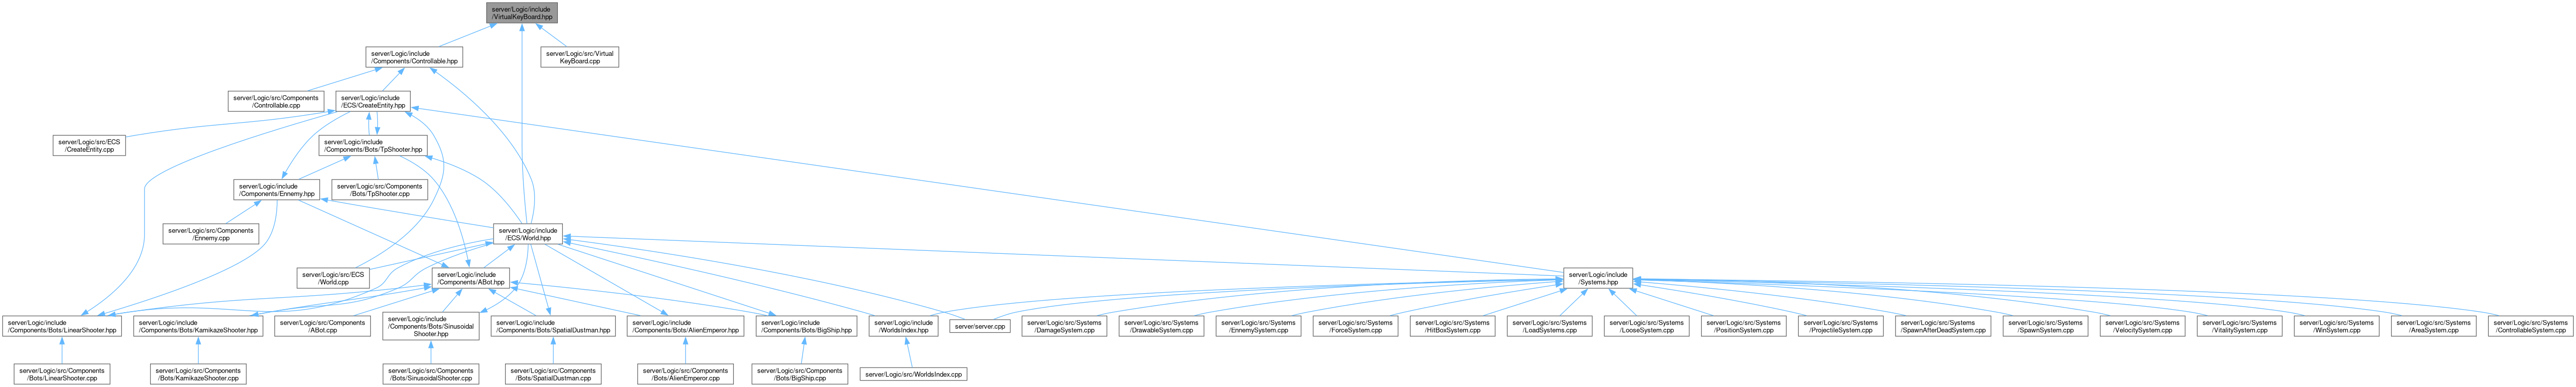 server/Logic/include
/VirtualKeyBoard.hpp
server/Logic/include
/Components/Controllable.hpp
server/Logic/src/Virtual
KeyBoard.cpp
server/Logic/src/Components
/Controllable.cpp
server/Logic/include
/ECS/CreateEntity.hpp
server/Logic/src/ECS
/CreateEntity.cpp
server/Logic/include
/Components/Bots/TpShooter.hpp
server/Logic/include
/Components/Ennemy.hpp
server/Logic/src/Components
/Bots/TpShooter.cpp
server/Logic/src/Components
/Ennemy.cpp
server/Logic/include
/ECS/World.hpp
server/Logic/src/ECS
/World.cpp
server/Logic/include
/Components/ABot.hpp
server/Logic/include
/Systems.hpp
server/Logic/include
/Components/Bots/LinearShooter.hpp
server/Logic/include
/Components/Bots/KamikazeShooter.hpp
server/Logic/src/Components
/ABot.cpp
server/Logic/include
/Components/Bots/Sinusoidal
Shooter.hpp
server/Logic/include
/Components/Bots/SpatialDustman.hpp
server/Logic/include
/Components/Bots/AlienEmperor.hpp
server/Logic/include
/Components/Bots/BigShip.hpp
server/Logic/include
/WorldsIndex.hpp
server/server.cpp
server/Logic/src/Systems
/DamageSystem.cpp
server/Logic/src/Systems
/DrawableSystem.cpp
server/Logic/src/Systems
/EnnemySystem.cpp
server/Logic/src/Systems
/ForceSystem.cpp
server/Logic/src/Systems
/HitBoxSystem.cpp
server/Logic/src/Systems
/LoadSystems.cpp
server/Logic/src/Systems
/LooseSystem.cpp
server/Logic/src/Systems
/PositionSystem.cpp
server/Logic/src/Systems
/ProjectileSystem.cpp
server/Logic/src/Systems
/SpawnAfterDeadSystem.cpp
server/Logic/src/Systems
/SpawnSystem.cpp
server/Logic/src/Systems
/VelocitySystem.cpp
server/Logic/src/Systems
/VitalitySystem.cpp
server/Logic/src/Systems
/WinSystem.cpp
server/Logic/src/Systems
/AreaSystem.cpp
server/Logic/src/Systems
/ControllableSystem.cpp
server/Logic/src/Components
/Bots/LinearShooter.cpp
server/Logic/src/Components
/Bots/KamikazeShooter.cpp
server/Logic/src/Components
/Bots/SinusoidalShooter.cpp
server/Logic/src/Components
/Bots/SpatialDustman.cpp
server/Logic/src/Components
/Bots/AlienEmperor.cpp
server/Logic/src/Components
/Bots/BigShip.cpp
server/Logic/src/WorldsIndex.cpp